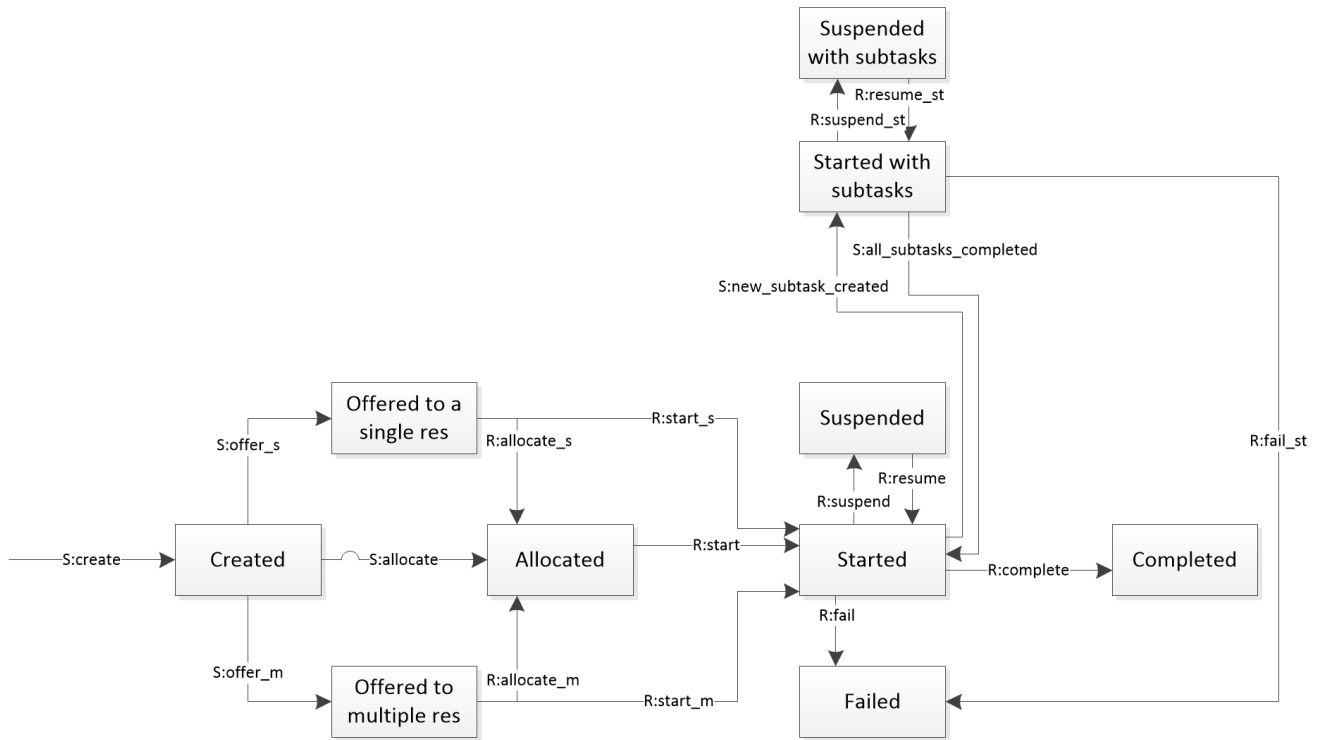 Suspended
with subtasks
R:resume_st
R:suspend_st
Started with
subtasks
S:all_subtasks_completed
S:new_subtask_created
Offered to a
single res
R:start_s
Suspended
S:offer_s
R:allocate_s
R:fail_st
R:resume
R:suspend
S:create
Created
S:allocate
Allocated
R:start
Started
R:complete
Completed
R:fail
S:offer_m
R:allocate_m
Offered to
multiple res
R:start_m
Failed